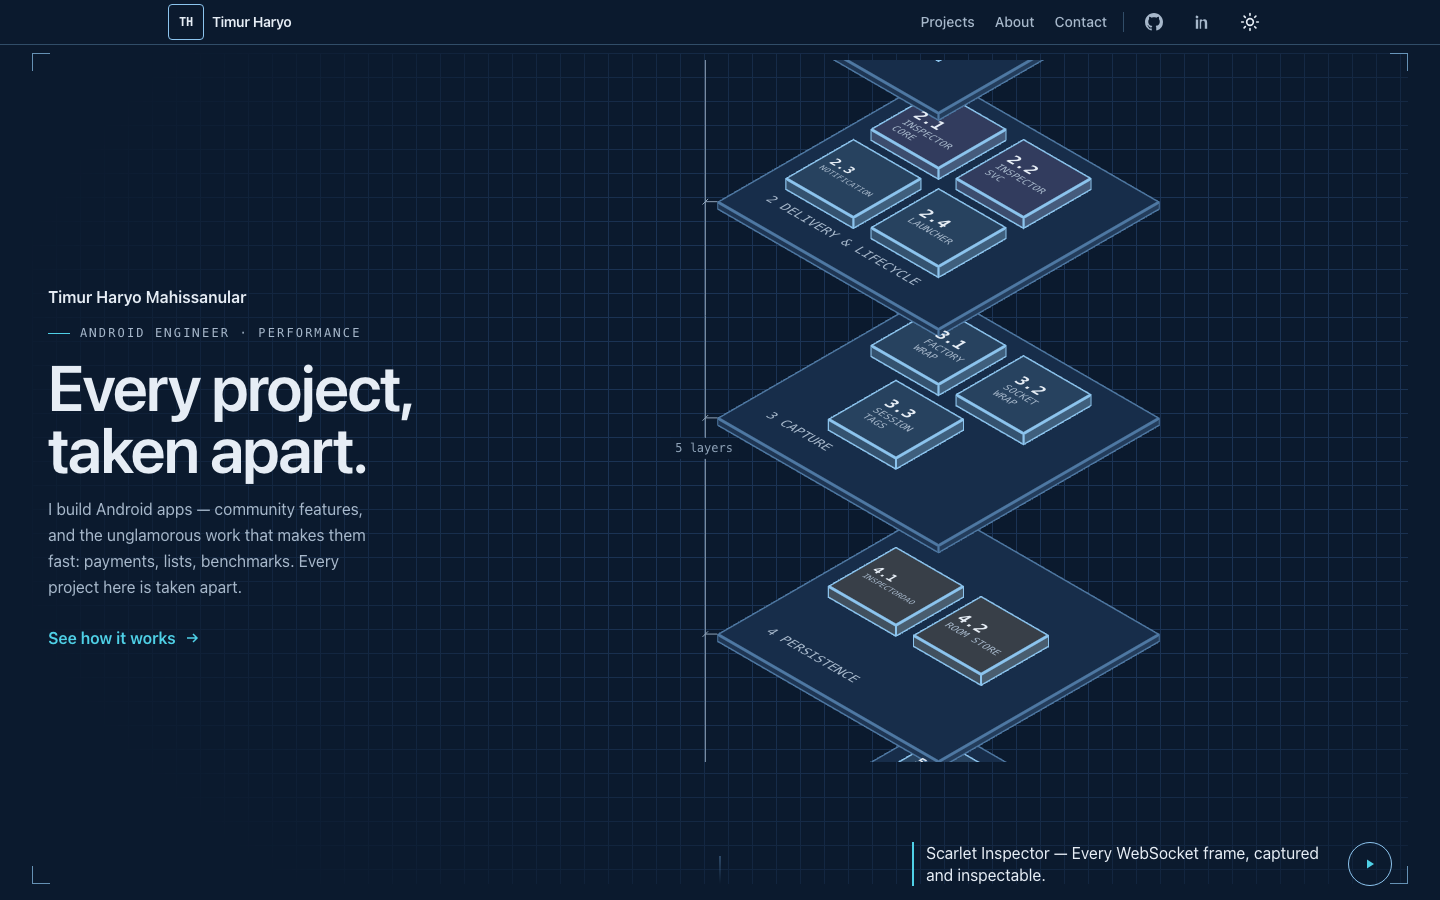 TH
Timur Haryo
Projects
About
Contact
in
Timur Haryo Mahissanular
ANDROID ENGINEER · PERFORMANCE
Every project,
taken apart.
I build Android apps — community features,
and the unglamorous work that makes them
fast: payments, lists, benchmarks. Every
project here is taken apart.
See how it works →
2.1
INSPECTOR
CORE
2.2
INSPECTOR
SVC
2.3
NOTIFICATION
2.4
LAUNCHER
2 DELIVERY & LIFECYCLE
3.1
FACTORY
WRAP
3.2
SOCKET
WRAP
3.3
SESSION
TAGS
3 CAPTURE
5 layers
4.1
INSPECTORDAO
4.2
ROOM STORE
4 PERSISTENCE
Scarlet Inspector — Every WebSocket frame, captured
and inspectable.